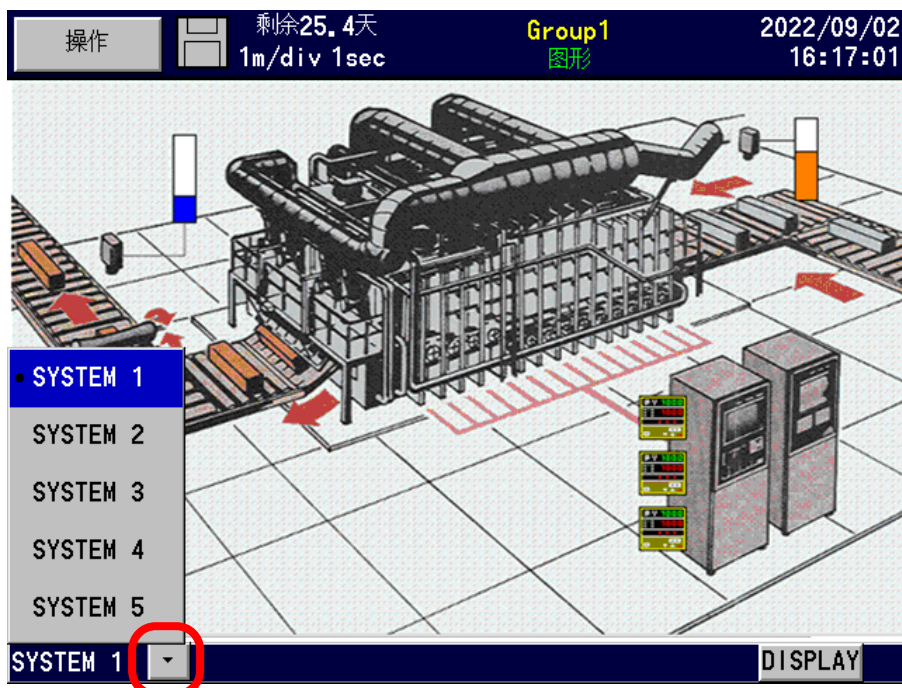 操作
剩余25.4天
1m/div 1sec
Group1
图形
2022/09/02
16:17:01
SYSTEM 1
SYSTEM 2
SYSTEM 3
SYSTEM 4
SYSTEM 5
SYSTEM 1
DISPLAY